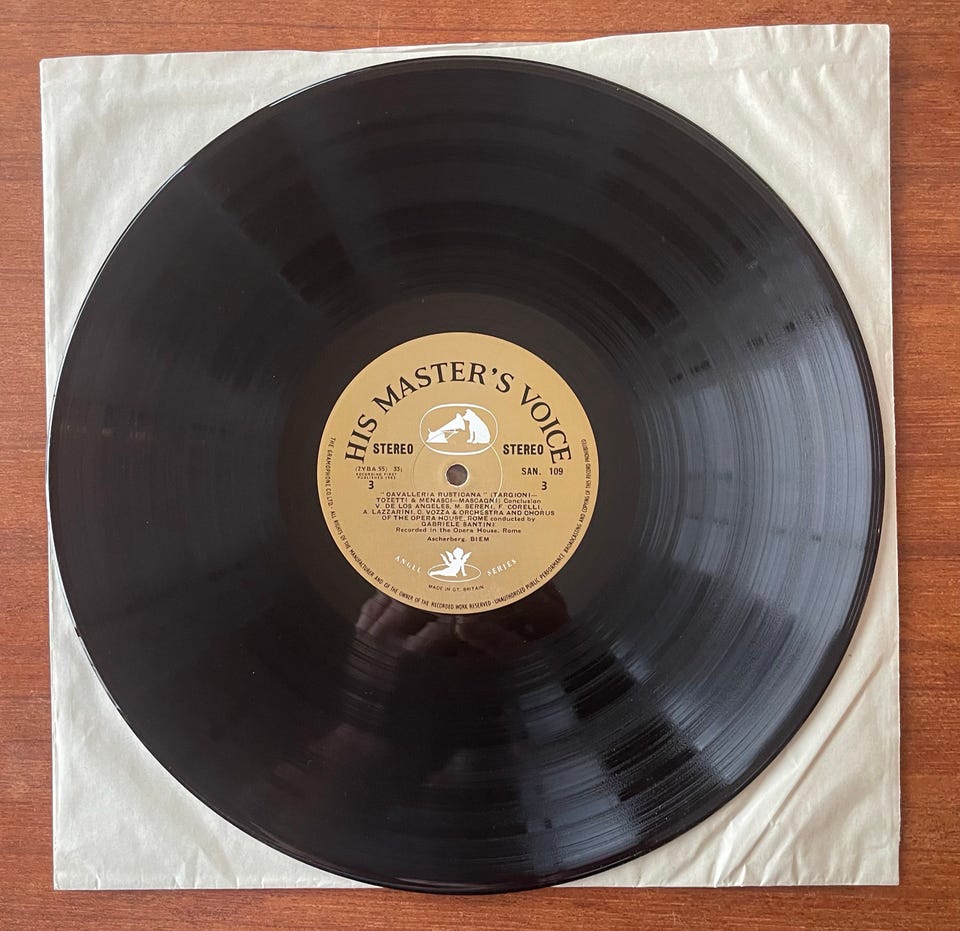 HIS MASTER'S VOICE
STEREO STEREO
(2YBA.55) 33⅓ SAN. 109
RECORDING FIRST
PUBLISHED 1963
3 3
"CAVALLERIA RUSTICANA" (TARGIONI—
TOZETTI & MENASCI—MASCAGNI) Conclusion
V. DE LOS ANGELES, M. SERENI, F. CORELLI,
A. LAZZARINI, C. VOZZA & ORCHESTRA AND CHORUS
OF THE OPERA HOUSE, ROME conducted by
GABRIELE SANTINI
Recorded in the Opera House, Rome
Ascherberg. BIEM
ANGEL SERIES
MADE IN GT. BRITAIN
THE GRAMOPHONE CO. LTD. ALL RIGHTS OF THE MANUFACTURER AND OF THE OWNER OF THE RECORDED WORK RESERVED · UNAUTHORISED PUBLIC PERFORMANCE, BROADCASTING AND COPYING OF THIS RECORD PROHIBITED